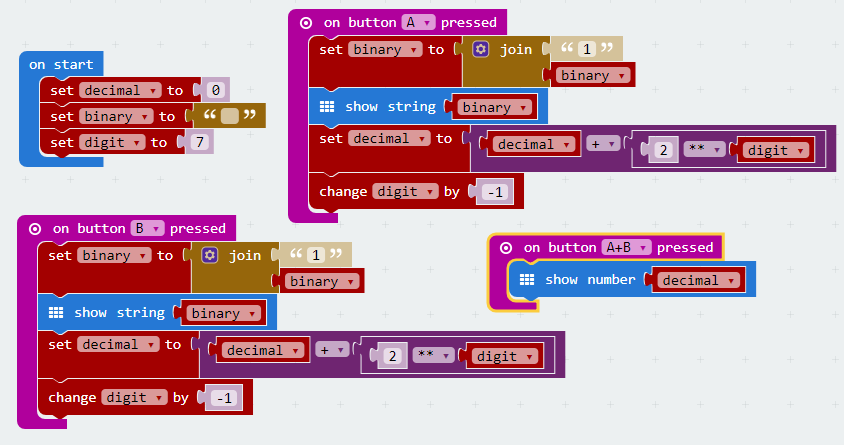 on start
set decimal to 0
set binary to “ ”
set digit to 7
on button A pressed
set binary to join “ 1 ”
binary
show string binary
set decimal to decimal + 2 ** digit
change digit by -1
on button B pressed
set binary to join “ 1 ”
binary
show string binary
set decimal to decimal + 2 ** digit
change digit by -1
on button A+B pressed
show number decimal